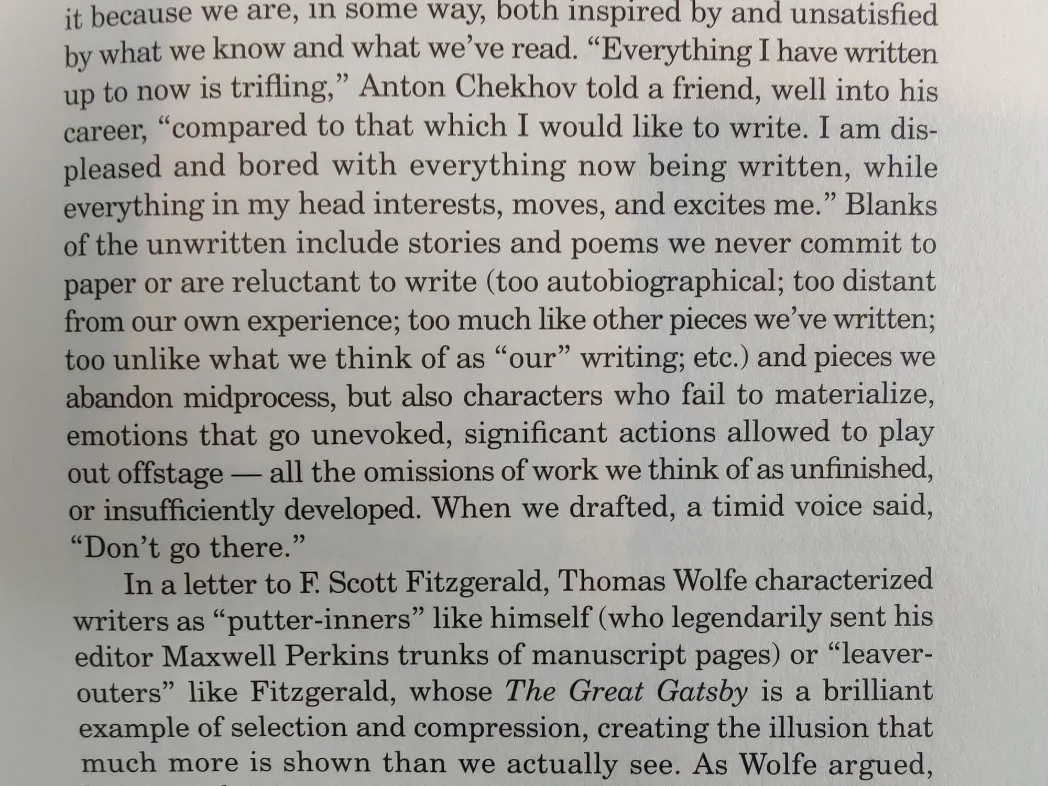 it because we are, in some way, both inspired by and unsatisfied
by what we know and what we’ve read. “Everything I have written
up to now is trifling,” Anton Chekhov told a friend, well into his
career, “compared to that which I would like to write. I am dis-
pleased and bored with everything now being written, while
everything in my head interests, moves, and excites me.” Blanks
of the unwritten include stories and poems we never commit to
paper or are reluctant to write (too autobiographical; too distant
from our own experience; too much like other pieces we’ve written;
too unlike what we think of as “our” writing; etc.) and pieces we
abandon midprocess, but also characters who fail to materialize,
emotions that go unevoked, significant actions allowed to play
out offstage — all the omissions of work we think of as unfinished,
or insufficiently developed. When we drafted, a timid voice said,
“Don’t go there.”
In a letter to F. Scott Fitzgerald, Thomas Wolfe characterized
writers as “putter-inners” like himself (who legendarily sent his
editor Maxwell Perkins trunks of manuscript pages) or “leaver-
outers” like Fitzgerald, whose The Great Gatsby is a brilliant
example of selection and compression, creating the illusion that
much more is shown than we actually see. As Wolfe argued,